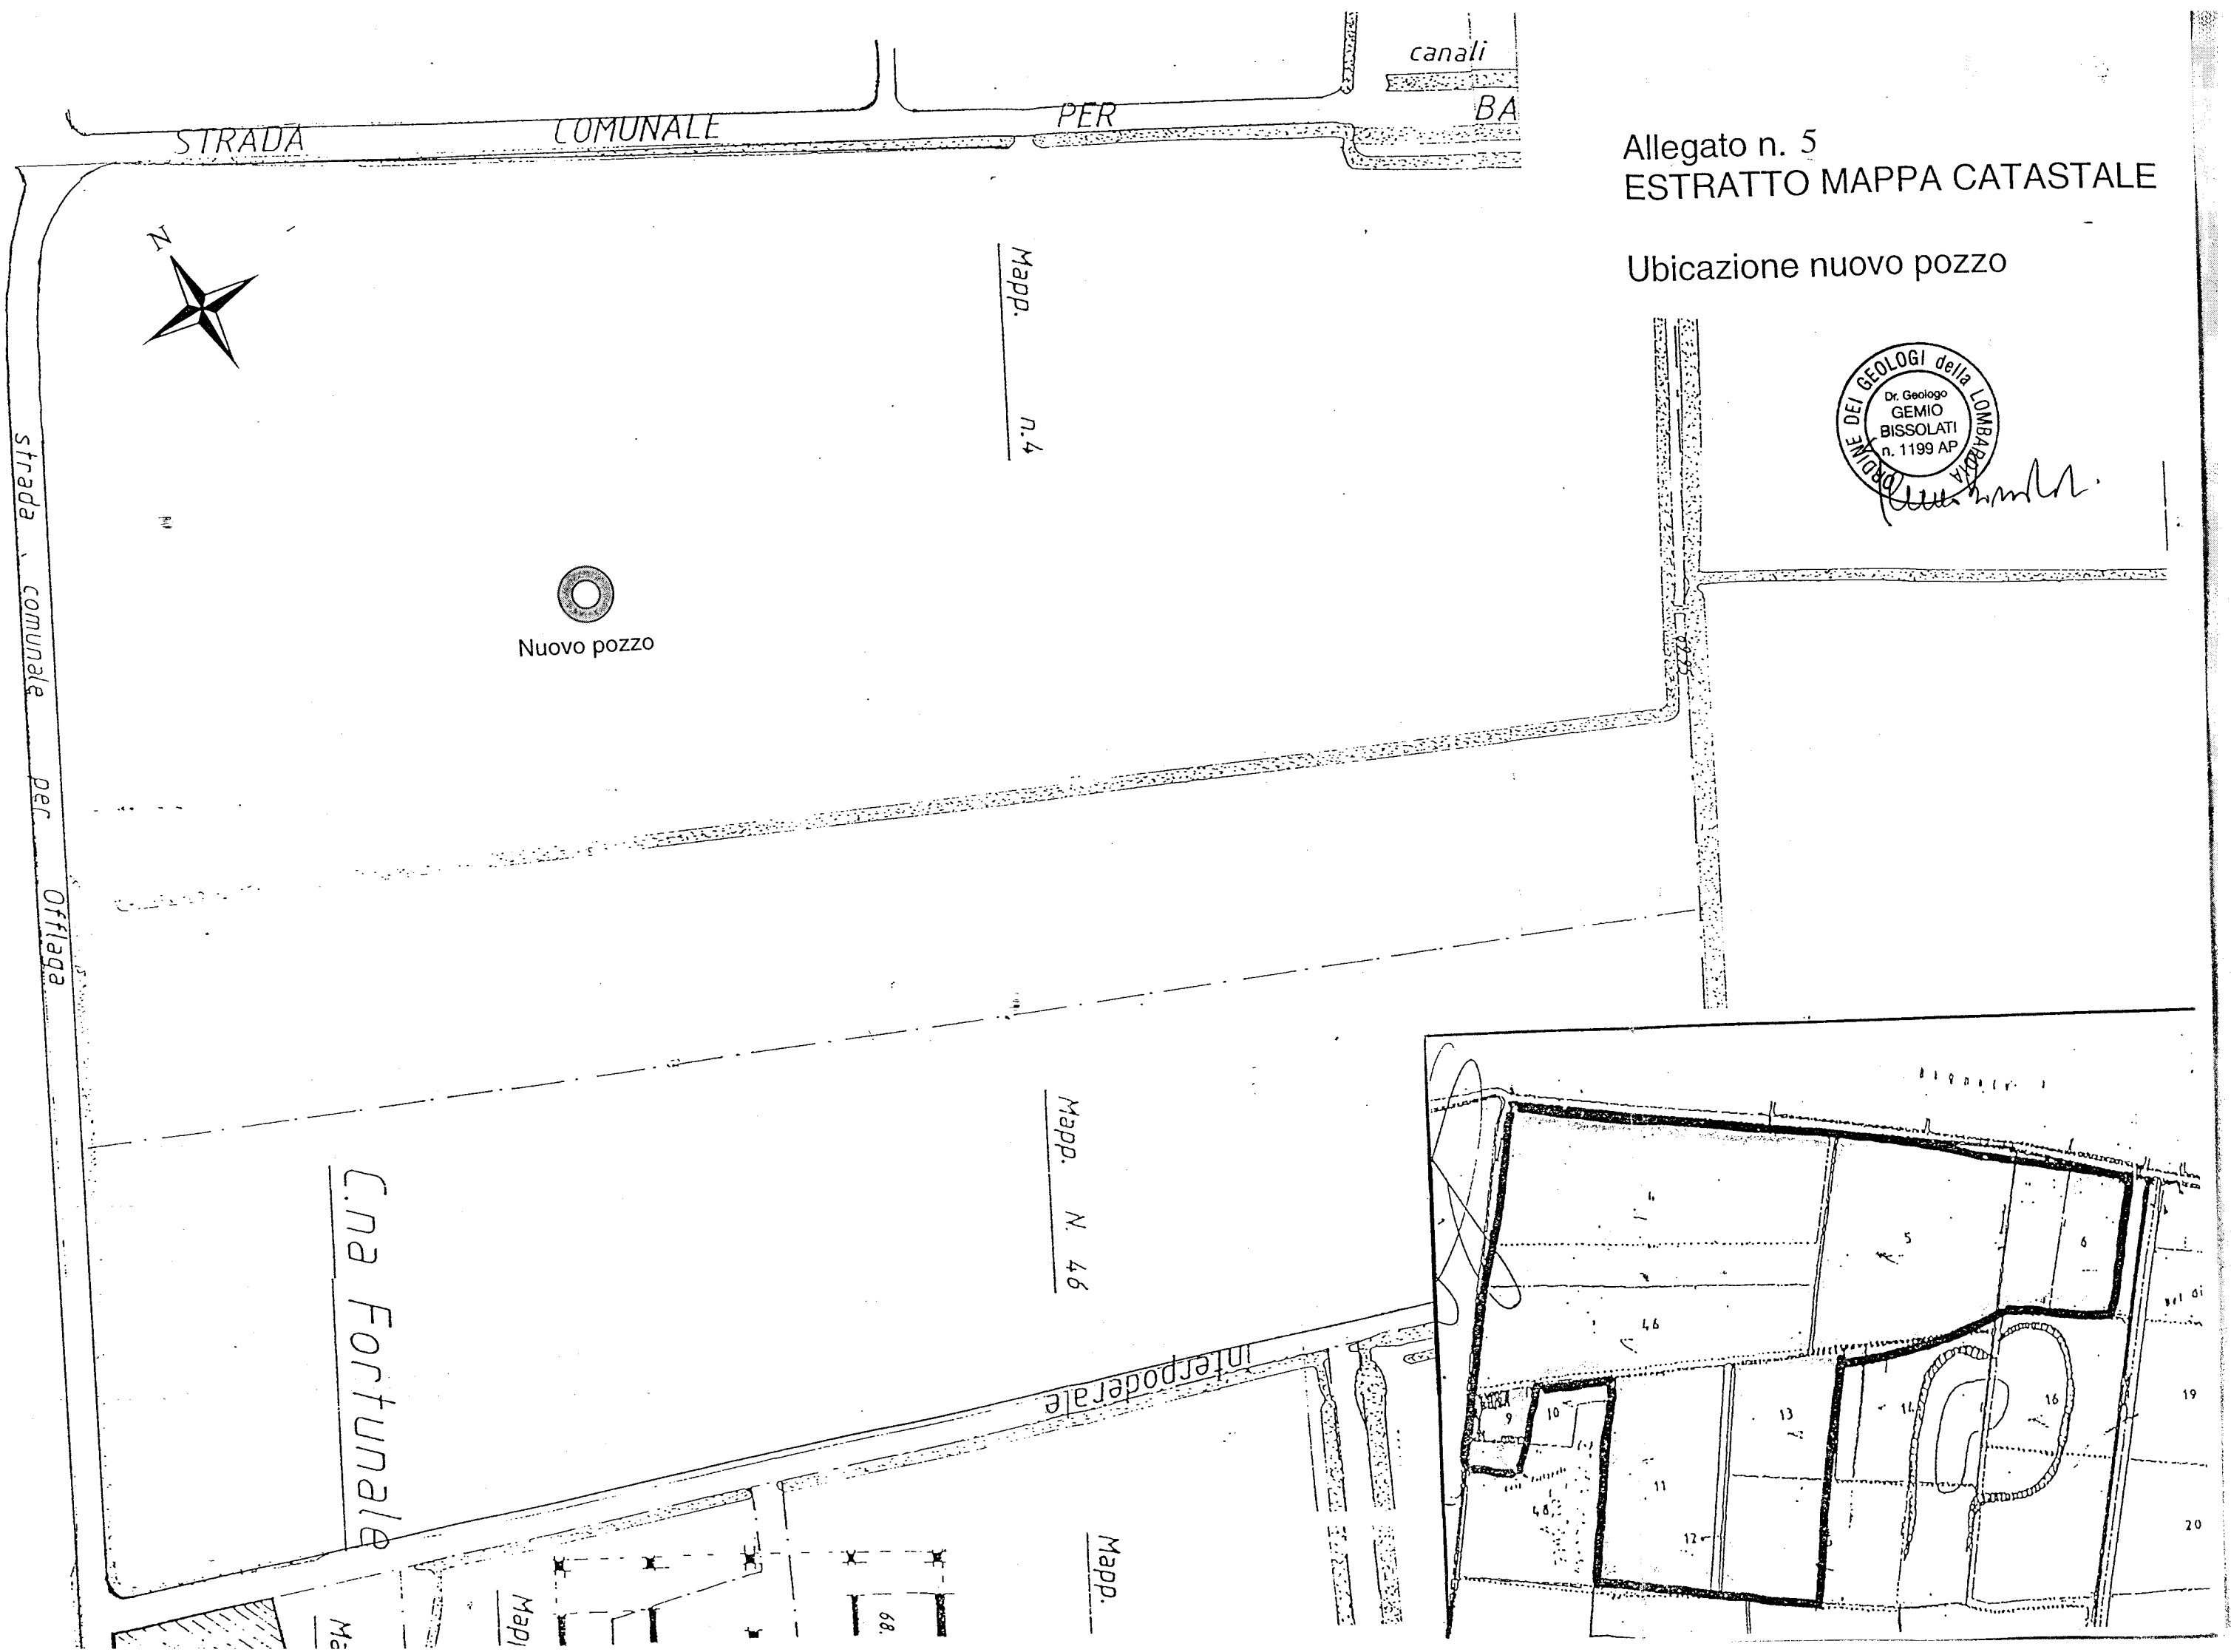 canali
STRADA COMUNALE PER BA
Allegato n. 5
ESTRATTO MAPPA CATASTALE
Ubicazione nuovo pozzo
N
Mapp. n.4
ORDINE DEI GEOLOGI della LOMBARDIA
Dr. Geologo
GEMIO
BISSOLATI
n. 1199 AP
strada comunale per Offlaga
Nuovo pozzo
C.na Fortunale
Mapp. N. 46
interpoderale
Mapp.
Mapp
Ma
68
4
5
6
46
9
10
13
14
16
19
11
12
48
20